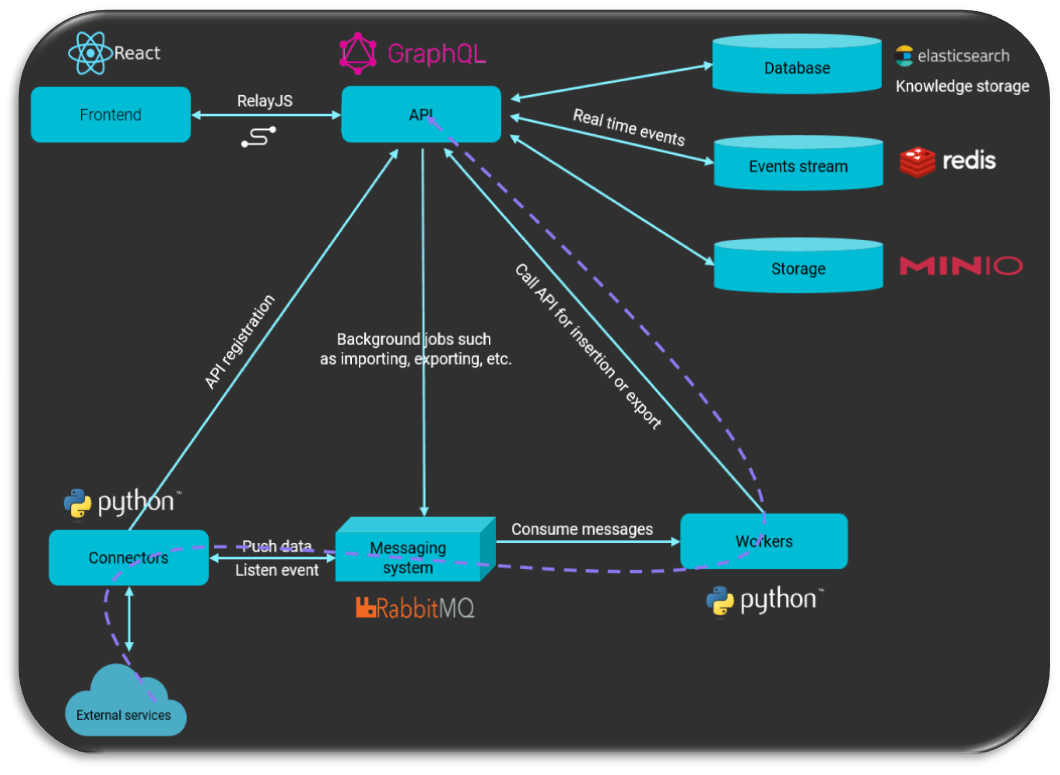 React
GraphQL
elasticsearch
Knowledge storage
Frontend
RelayJS
API
Database
Real time events
Events stream
redis
Storage
MINIO
API registration
Background jobs such
as importing, exporting, etc.
Call API for insertion or export
python™
Connectors
Push data
Listen event
Messaging
system
RabbitMQ
Consume messages
Workers
python™
External services